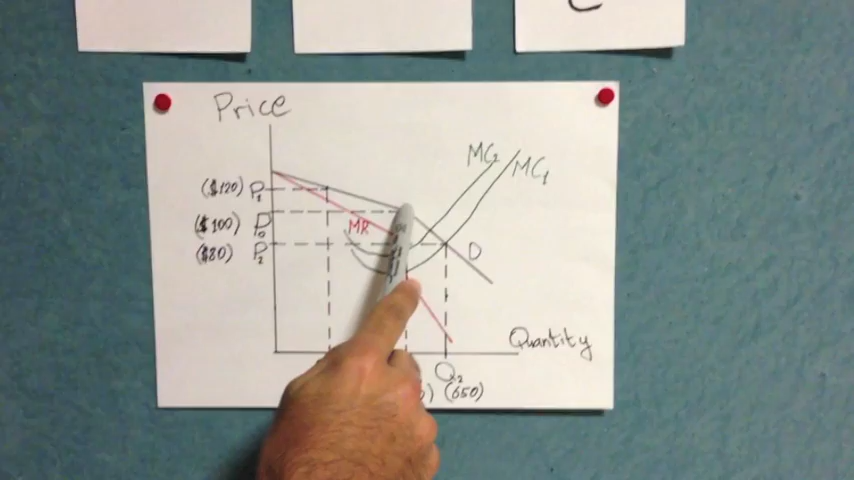 Price
MC₂
MC₁
($120) P₁
($100) P₀
MR
($80) P₂
D
Quantity
Q₂
) (650)